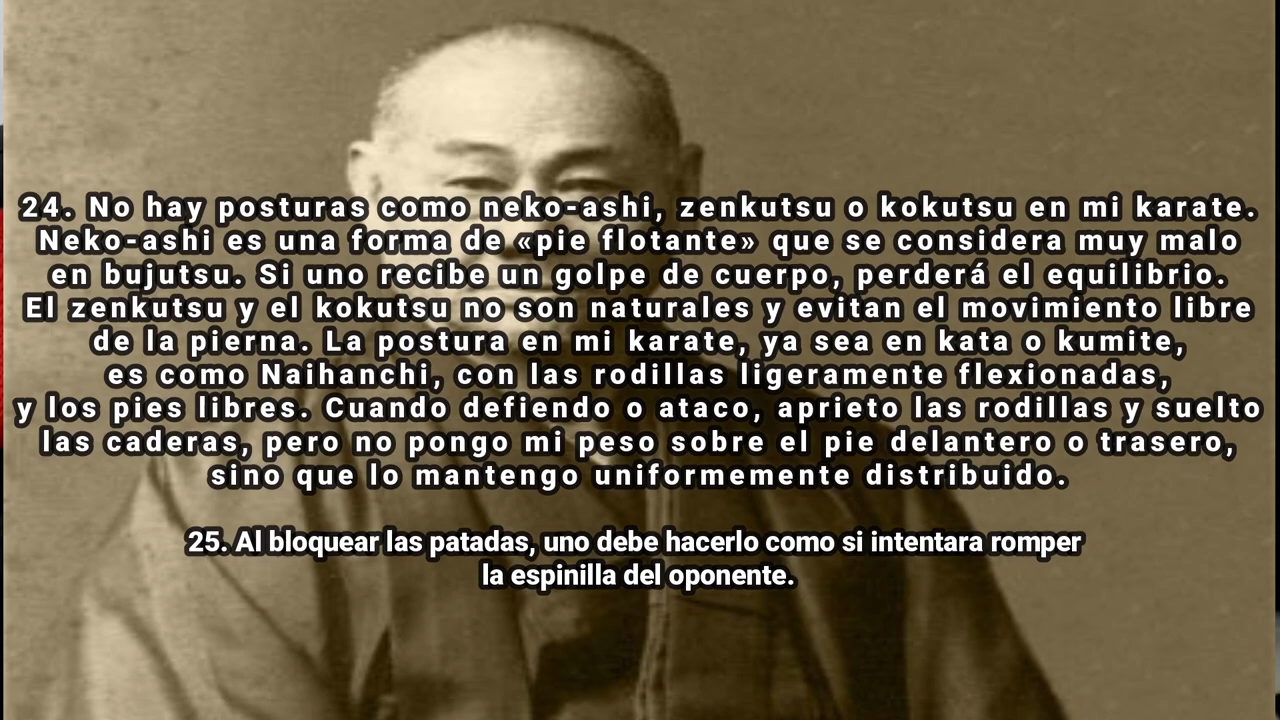 24. No hay posturas como neko-ashi, zenkutsu o kokutsu en mi karate.
Neko-ashi es una forma de «pie flotante» que se considera muy malo
en bujutsu. Si uno recibe un golpe de cuerpo, perderá el equilibrio.
El zenkutsu y el kokutsu no son naturales y evitan el movimiento libre
de la pierna. La postura en mi karate, ya sea en kata o kumite,
es como Naihanchi, con las rodillas ligeramente flexionadas,
y los pies libres. Cuando defiendo o ataco, aprieto las rodillas y suelto
las caderas, pero no pongo mi peso sobre el pie delantero o trasero,
sino que lo mantengo uniformemente distribuido.
25. Al bloquear las patadas, uno debe hacerlo como si intentara romper
la espinilla del oponente.